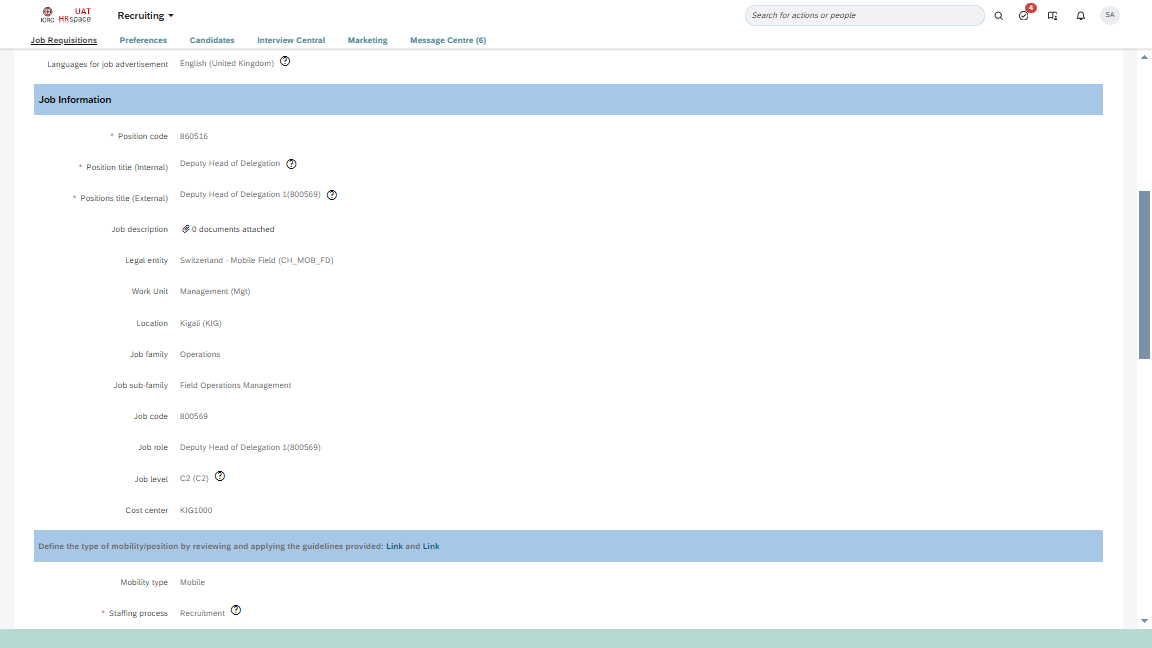 ICRC UAT HRspace Recruiting Search for actions or people 4 SA
Job Requisitions Preferences Candidates Interview Central Marketing Message Centre (6)
Languages for job advertisement English (United Kingdom)
Job Information
* Position code 860516
* Position title (Internal) Deputy Head of Delegation
* Positions title (External) Deputy Head of Delegation 1(800569)
Job description 0 documents attached
Legal entity Switzerland - Mobile Field (CH_MOB_FD)
Work Unit Management (Mgt)
Location Kigali (KIG)
Job family Operations
Job sub-family Field Operations Management
Job code 800569
Job role Deputy Head of Delegation 1(800569)
Job level C2 (C2)
Cost center KIG1000
Define the type of mobility/position by reviewing and applying the guidelines provided: Link and Link
Mobility type Mobile
* Staffing process Recruitment